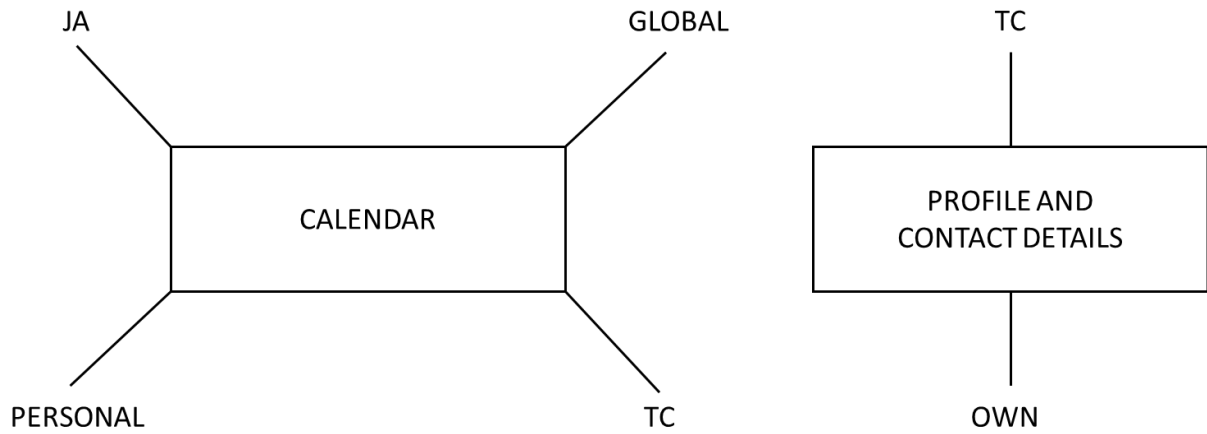 JA
GLOBAL
TC
CALENDAR
PROFILE AND
CONTACT DETAILS
PERSONAL
TC
OWN